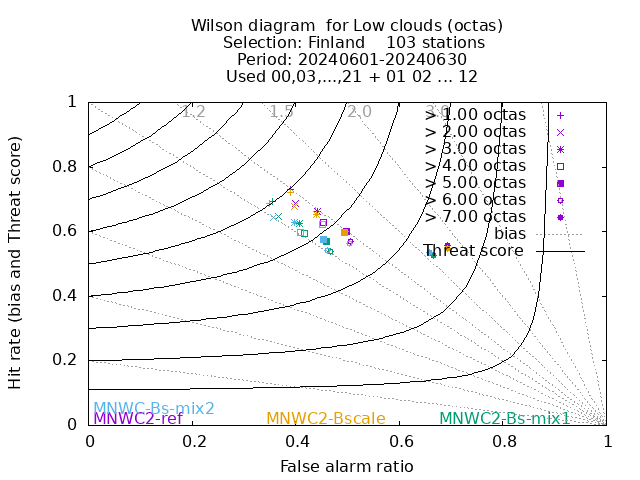 Wilson diagram  for Low clouds (octas)
Selection: Finland    103 stations
Period: 20240601-20240630
Used 00,03,...,21 + 01 02 ... 12
Hit rate (bias and Threat score)
1
0.8
0.6
0.4
0.2
0
1.2
1.5
2.0
3.0
> 1.00 octas
> 2.00 octas
> 3.00 octas
> 4.00 octas
> 5.00 octas
> 6.00 octas
> 7.00 octas
bias
Threat score
MNWC-Bs-mix2
MNWC2-ref
MNWC2-Bscale
MNWC2-Bs-mix1
0
0.2
0.4
0.6
0.8
1
False alarm ratio